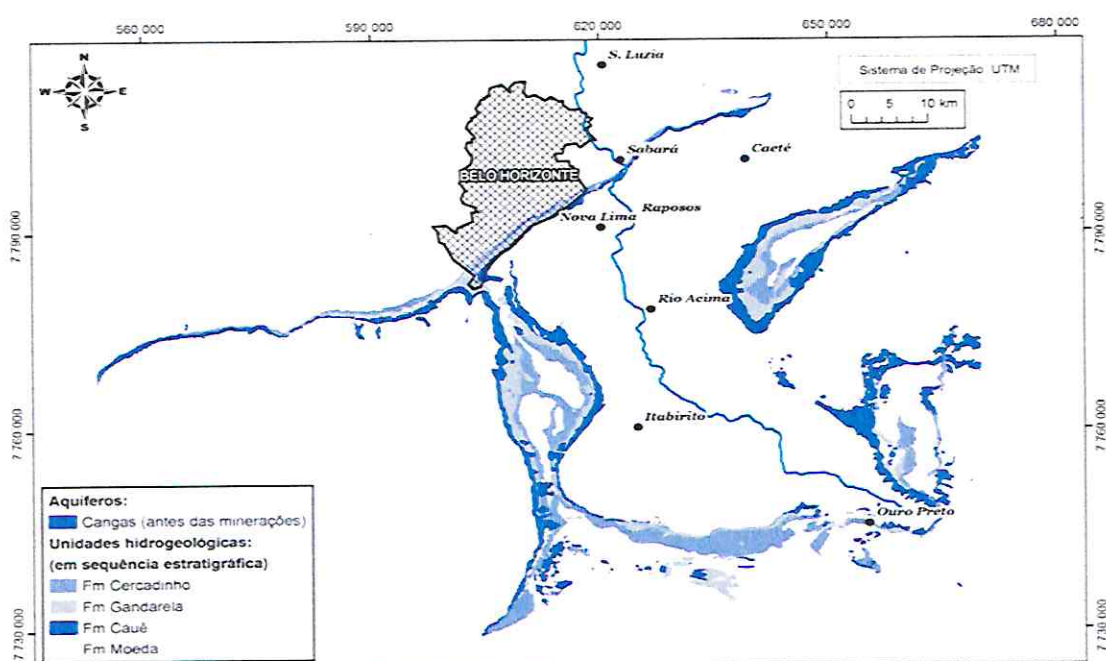 560 000
590 000
620 000
650 000
680 000
N
W E
S
S. Luzia
Sistema de Projeção UTM
0 5 10 km
Sabará
Caeté
BELO HORIZONTE
Raposos
Nova Lima
7 790 000
7 790 000
Rio Acima
Itabirito
7 760 000
7 760 000
Aquíferos:
Cangas (antes das minerações)
Unidades hidrogeológicas:
(em sequência estratigráfica)
Fm Cercadinho
Fm Gandarela
Fm Cauê
Fm Moeda
Ouro Preto
7 730 000
7 730 000